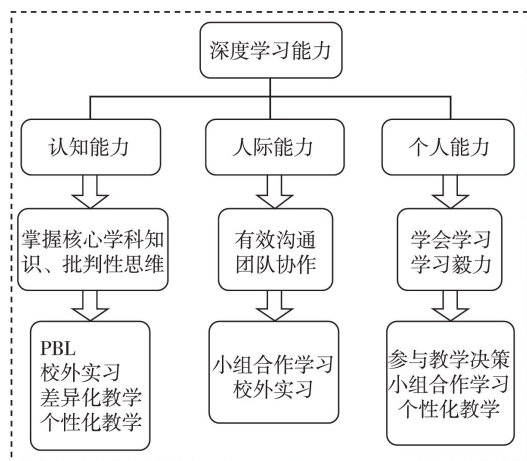 深度学习能力
认知能力
人际能力
个人能力
掌握核心学科知
识、批判性思维
有效沟通
团队协作
学会学习
学习毅力
PBL
校外实习
差异化教学
个性化教学
小组合作学习
校外实习
参与教学决策
小组合作学习
个性化教学